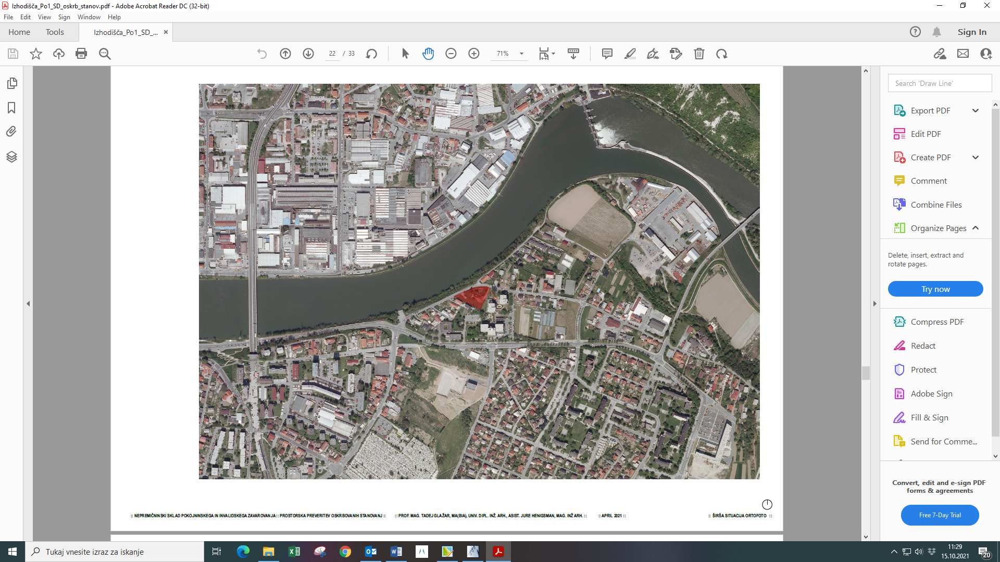 Izhodišča_Po1_SD_oskrb_stanov.pdf - Adobe Acrobat Reader DC (32-bit)
File Edit View Sign Window Help
Home Tools Izhodišča_Po1_SD_... × Sign In
22 / 33 71%
Search 'Draw Line'
Export PDF
Edit PDF
Create PDF
Comment
Combine Files
Organize Pages
Delete, insert, extract and
rotate pages.
Try now
Compress PDF
Redact
Protect
Adobe Sign
Fill & Sign
Send for Comme...
Convert, edit and e-sign PDF
forms & agreements
Free 7-Day Trial
:: NEPREMIČNINSKI SKLAD POKOJNINSKEGA IN INVALIDSKEGA ZAVAROVANJA :: PROSTORSKA PREVERITEV OSKRBOVANIH STANOVANJ :: :: PROF. MAG. TADEJ GLAŽAR, MA(BIA), UNIV. DIPL. INŽ. ARH., ASIST. JURE HENIGSMAN, MAG. INŽ ARH. :: :: APRIL 2021 :: :: ŠIRŠA SITUACIJA ORTOFOTO ::
Tukaj vnesite izraz za iskanje
11:29
15.10.2021
20